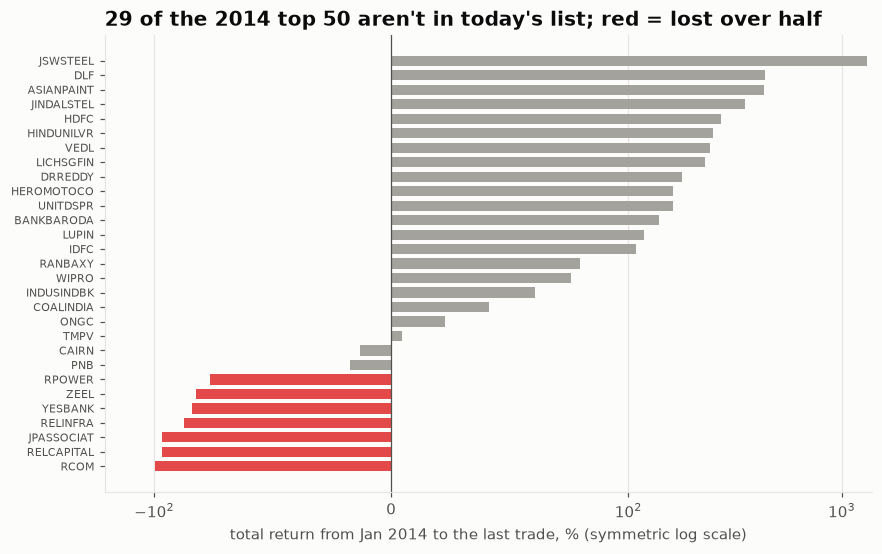 29 of the 2014 top 50 aren't in today's list; red = lost over half
JSWSTEEL
DLF
ASIANPAINT
JINDALSTEL
HDFC
HINDUNILVR
VEDL
LICHSGFIN
DRREDDY
HEROMOTOCO
UNITDSPR
BANKBARODA
LUPIN
IDFC
RANBAXY
WIPRO
INDUSINDBK
COALINDIA
ONGC
TMPV
CAIRN
PNB
RPOWER
ZEEL
YESBANK
RELINFRA
JPASSOCIAT
RELCAPITAL
RCOM
−10² 0 10² 10³
total return from Jan 2014 to the last trade, % (symmetric log scale)